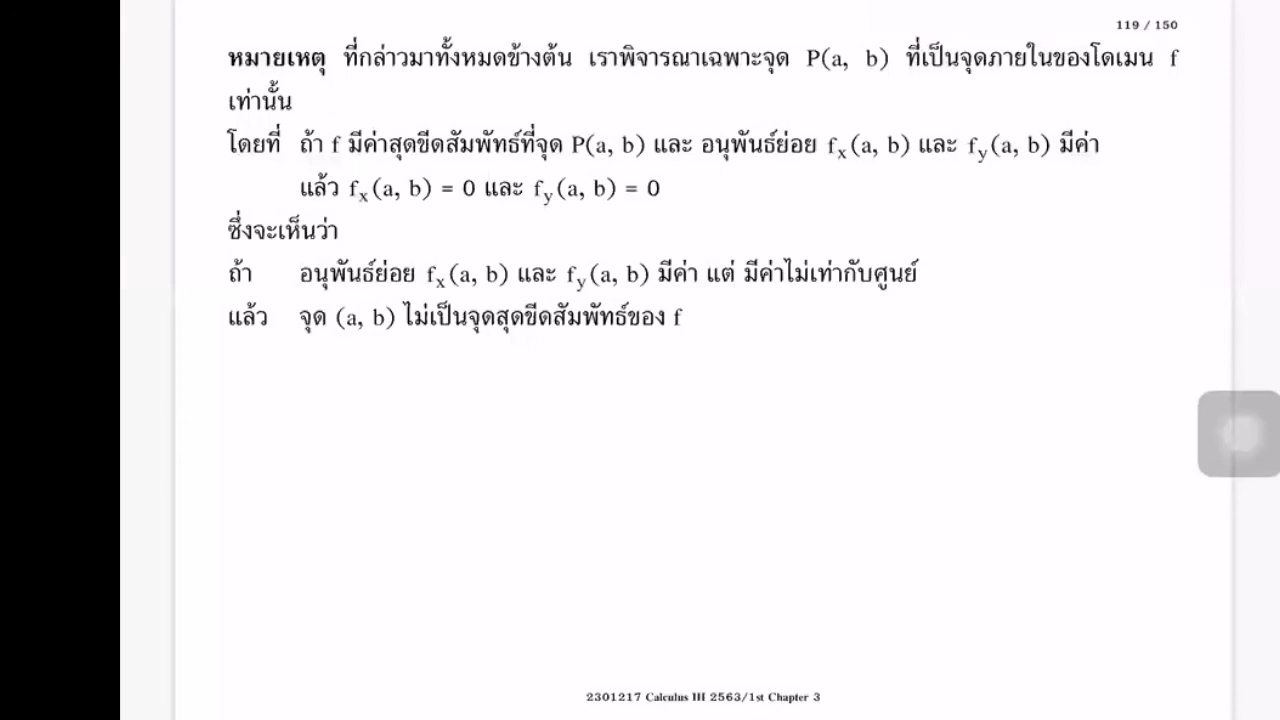 119 / 150
หมายเหตุ ที่กล่าวมาทั้งหมดข้างต้น เราพิจารณาเฉพาะจุด P(a, b) ที่เป็นจุดภายในของโดเมน f
เท่านั้น
โดยที่ ถ้า f มีค่าสุดขีดสัมพัทธ์ที่จุด P(a, b) และ อนุพันธ์ย่อย fₓ(a, b) และ f_y(a, b) มีค่า
แล้ว fₓ(a, b) = 0 และ f_y(a, b) = 0
ซึ่งจะเห็นว่า
ถ้า อนุพันธ์ย่อย fₓ(a, b) และ f_y(a, b) มีค่า แต่ มีค่าไม่เท่ากับศูนย์
แล้ว จุด (a, b) ไม่เป็นจุดสุดขีดสัมพัทธ์ของ f
2301217 Calculus III 2563/1st Chapter 3